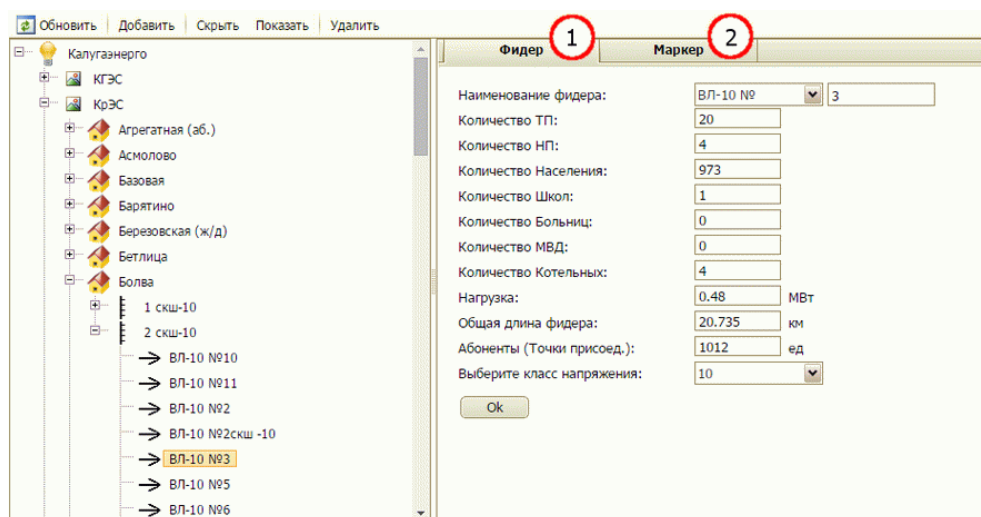 Обновить Добавить Скрыть Показать Удалить
Калугаэнерго
КГЭС
КрЭС
Агрегатная (аб.)
Асмолово
Базовая
Барятино
Березовская (ж/д)
Бетлица
Болва
1 скш-10
2 скш-10
ВЛ-10 №10
ВЛ-10 №11
ВЛ-10 №2
ВЛ-10 №2скш -10
ВЛ-10 №3
ВЛ-10 №5
ВЛ-10 №6
Фидер 1 Маркер 2
Наименование фидера: ВЛ-10 № 3
Количество ТП: 20
Количество НП: 4
Количество Населения: 973
Количество Школ: 1
Количество Больниц: 0
Количество МВД: 0
Количество Котельных: 4
Нагрузка: 0.48 МВт
Общая длина фидера: 20.735 км
Абоненты (Точки присоед.): 1012 ед
Выберите класс напряжения: 10
Ok